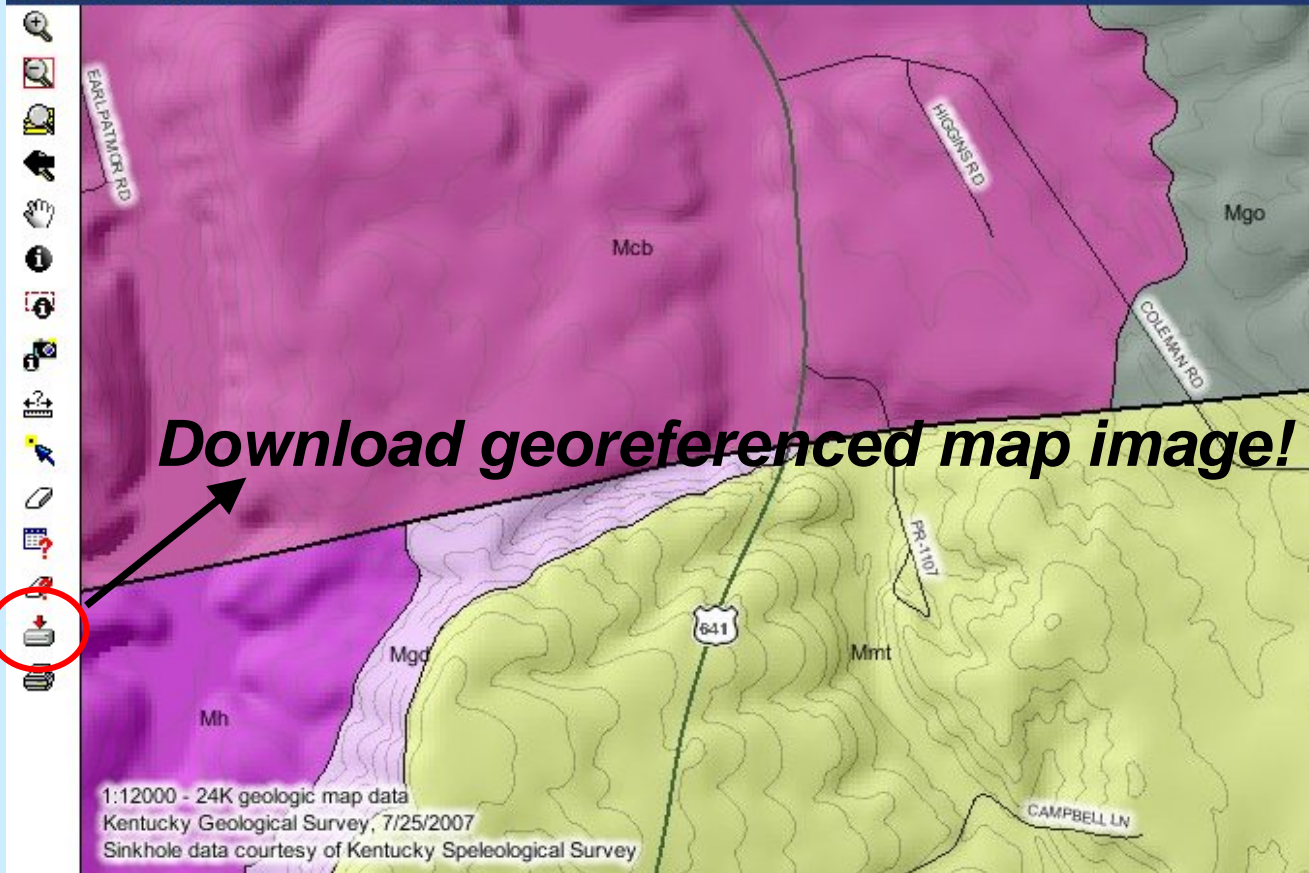 EARL PATMOR RD
HIGGINS RD
Mgo
Mcb
COLEMAN RD
Download georeferenced map image!
PR-1107
641
Mgd
Mmt
Mh
1:12000 - 24K geologic map data
Kentucky Geological Survey, 7/25/2007
Sinkhole data courtesy of Kentucky Speleological Survey
CAMPBELL LN